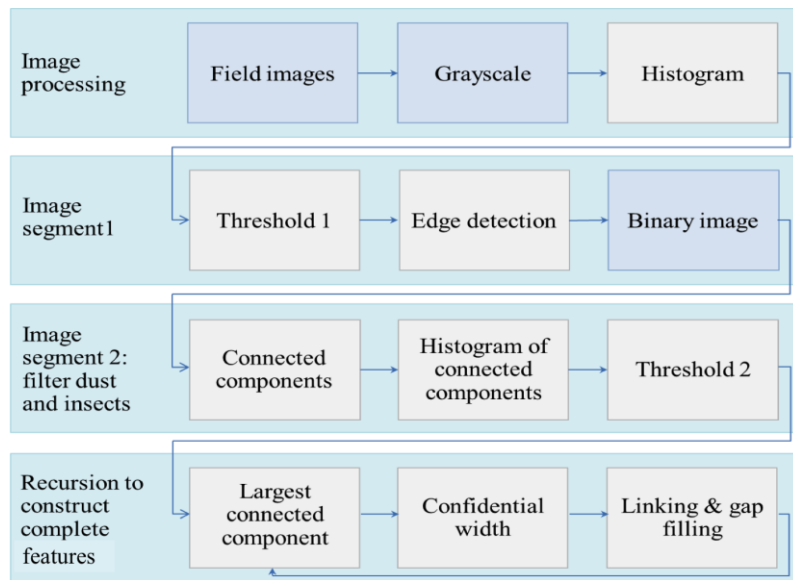 Image
processing
Field images
Grayscale
Histogram
Image
segment1
Threshold 1
Edge detection
Binary image
Image
segment 2:
filter dust
and insects
Connected
components
Histogram of
connected
components
Threshold 2
Recursion to
construct
complete
features
Largest
connected
component
Confidential
width
Linking & gap
filling